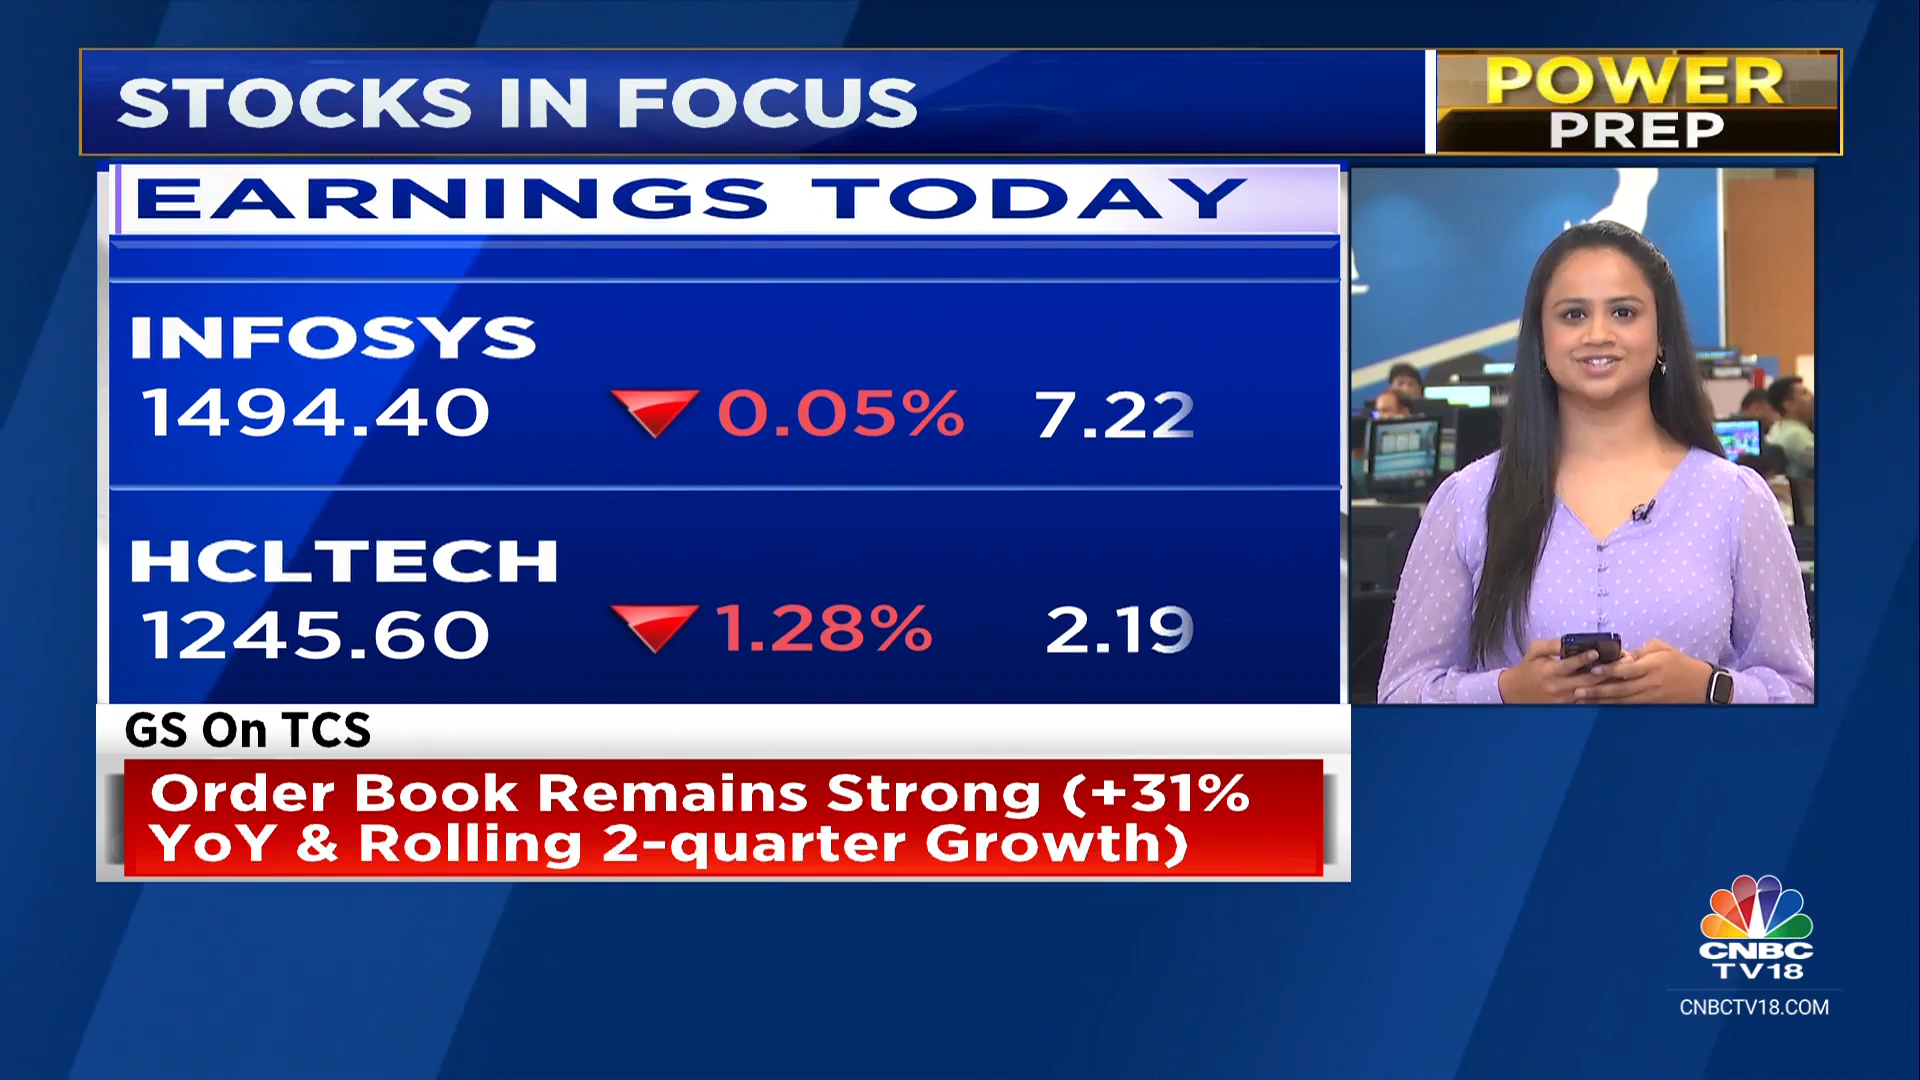 STOCKS IN FOCUS
POWER
PREP
EARNINGS TODAY
INFOSYS
1494.40 0.05% 7.22
HCLTECH
1245.60 1.28% 2.19
GS On TCS
Order Book Remains Strong (+31%
YoY & Rolling 2-quarter Growth)
CNBC
TV18
CNBCTV18.COM